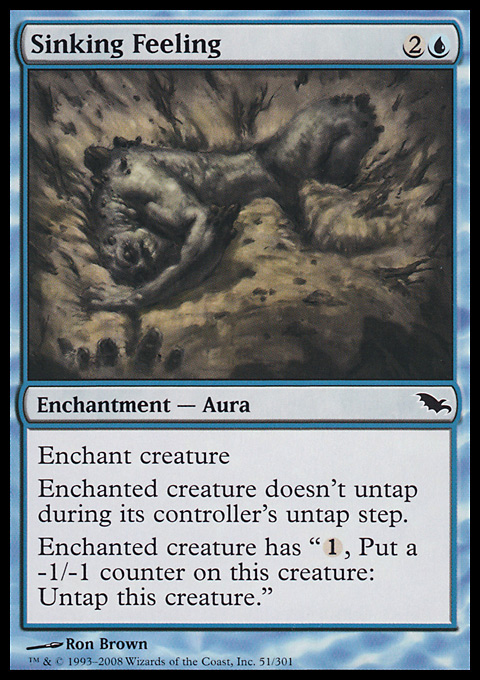 Sinking Feeling 2
Enchantment — Aura
Enchant creature
Enchanted creature doesn't untap
during its controller's untap step.
Enchanted creature has “1, Put a
-1/-1 counter on this creature:
Untap this creature.”
Ron Brown
™ & © 1993–2008 Wizards of the Coast, Inc. 51/301